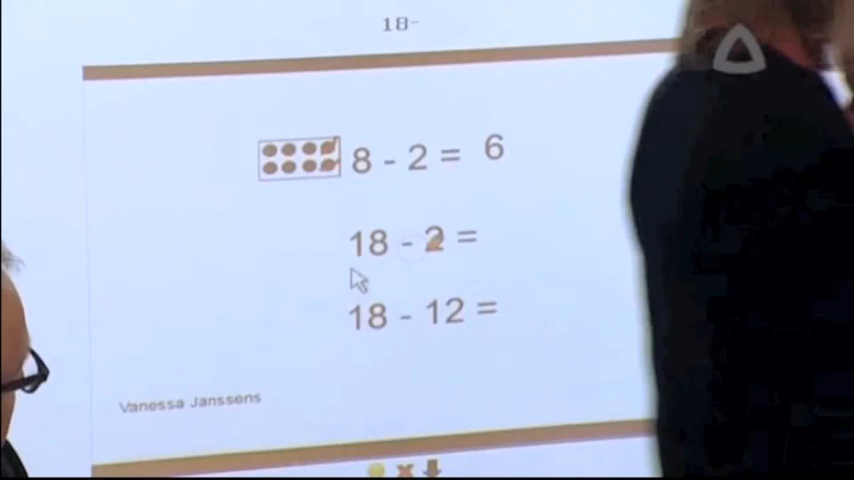 18-
8 - 2 = 6
18 - 2 =
18 - 12 =
Vanessa Janssens